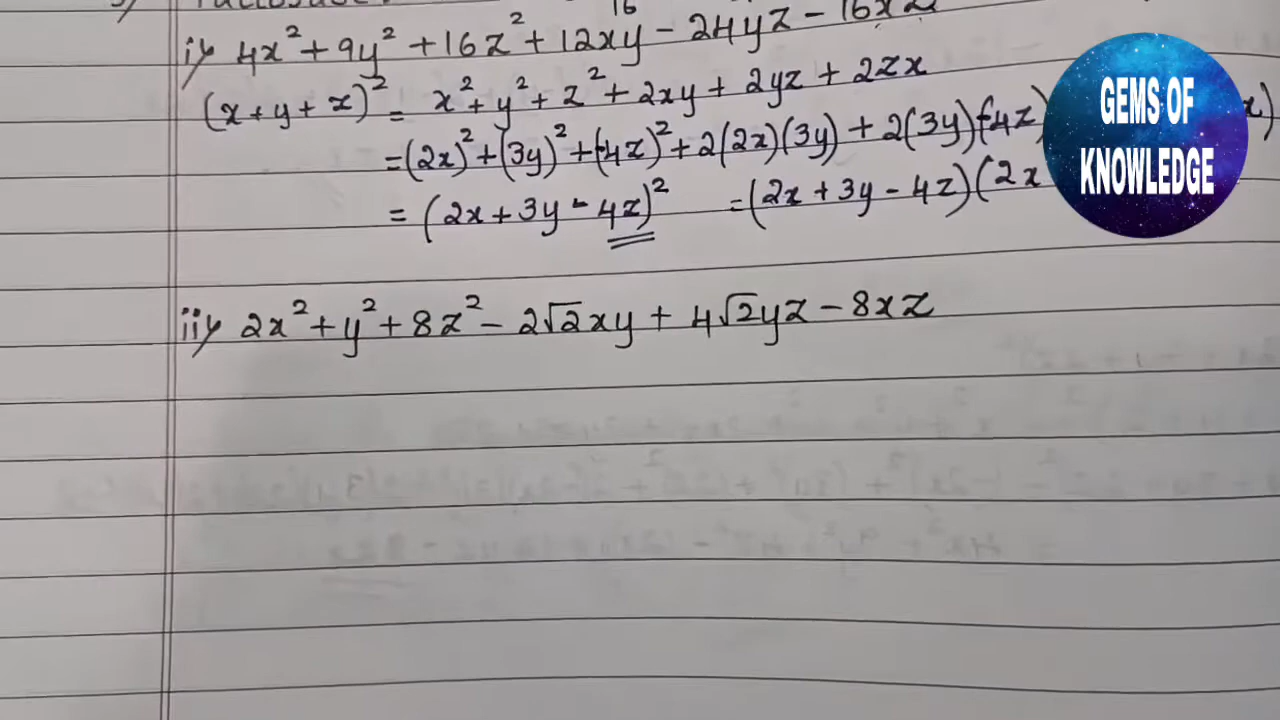 i) 4x² + 9y² + 16z² + 12xy - 24yz - 16xz
(x + y + z)² = x² + y² + z² + 2xy + 2yz + 2zx
= (2x)² + (3y)² + (-4z)² + 2(2x)(3y) + 2(3y)(-4z) x)
= (2x + 3y - 4z)² = (2x + 3y - 4z)(2x
ii) 2x² + y² + 8z² - 2√2xy + 4√2yz - 8xz
GEMS OF
KNOWLEDGE